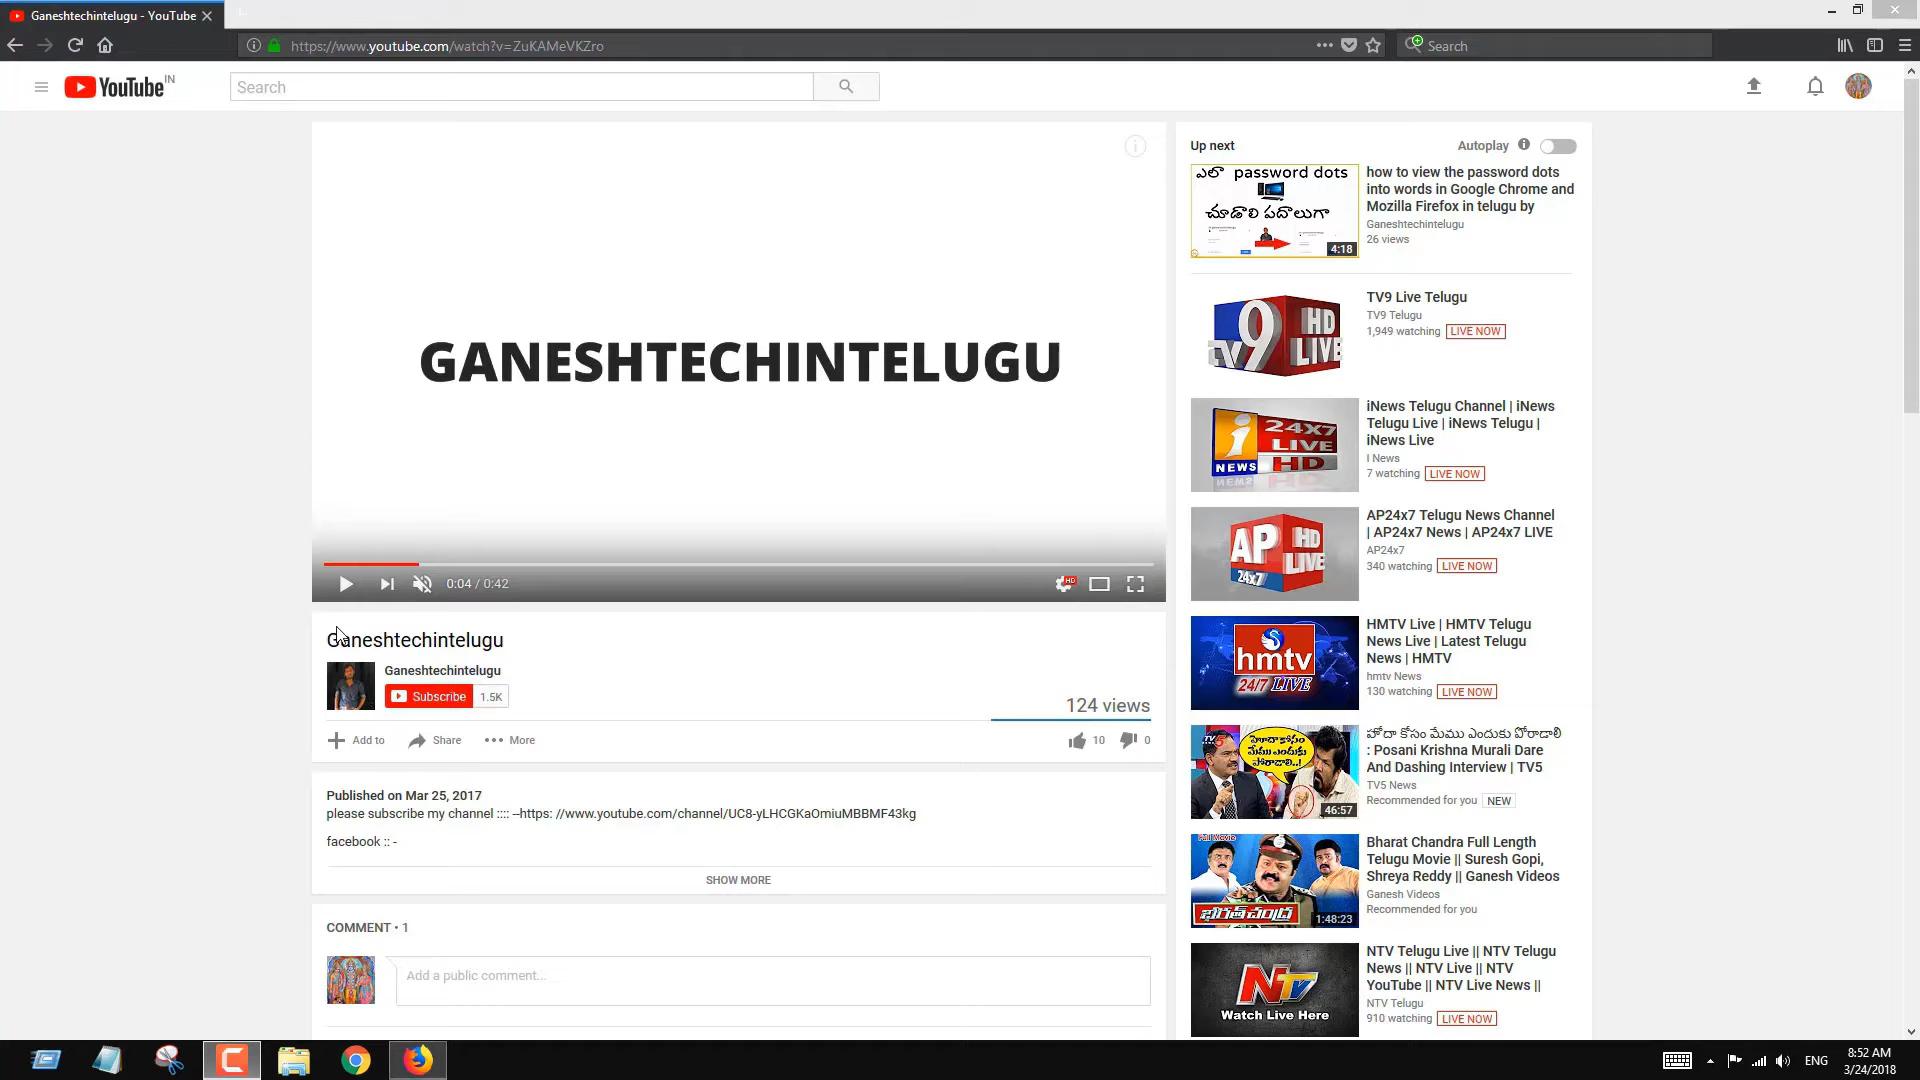 Ganeshtechintelugu - YouTube
https://www.youtube.com/watch?v=ZuKAMeVKZro
Search
YouTube IN
Search
GANESHTECHINTELUGU
0:04 / 0:42
HD
Ganeshtechintelugu
Ganeshtechintelugu
Subscribe 1.5K
124 views
Add to Share More
10 0
Published on Mar 25, 2017
please subscribe my channel :::: --https: //www.youtube.com/channel/UC8-yLHCGKaOmiuMBBMF43kg
facebook :: -
SHOW MORE
COMMENT • 1
Add a public comment...
Up next Autoplay
ఎలా password dots
చూడాలి పదాలుగా
4:18
how to view the password dots
into words in Google Chrome and
Mozilla Firefox in telugu by
Ganeshtechintelugu
26 views
TV9 HD LIVE
TV9 Live Telugu
TV9 Telugu
1,949 watching LIVE NOW
i NEWS 24X7 LIVE HD
iNews Telugu Channel | iNews
Telugu Live | iNews Telugu |
iNews Live
I News
7 watching LIVE NOW
AP 24x7 HD LIVE
AP24x7 Telugu News Channel
| AP24x7 News | AP24x7 LIVE
AP24x7
340 watching LIVE NOW
hmtv
24/7 LIVE
HMTV Live | HMTV Telugu
News Live | Latest Telugu
News | HMTV
hmtv News
130 watching LIVE NOW
TV5
హోదా కోసం
మేము ఎందుకు
పోరాడాలి..!
46:57
హోదా కోసం మేము ఎందుకు పోరాడాలి
: Posani Krishna Murali Dare
And Dashing Interview | TV5
TV5 News
Recommended for you NEW
Full Movie
భరత్ చంద్ర
1:48:23
Bharat Chandra Full Length
Telugu Movie || Suresh Gopi,
Shreya Reddy || Ganesh Videos
Ganesh Videos
Recommended for you
NTV
Watch Live Here
NTV Telugu Live || NTV Telugu
News || NTV Live || NTV
YouTube || NTV Live News ||
NTV Telugu
910 watching LIVE NOW
ENG
8:52 AM
3/24/2018